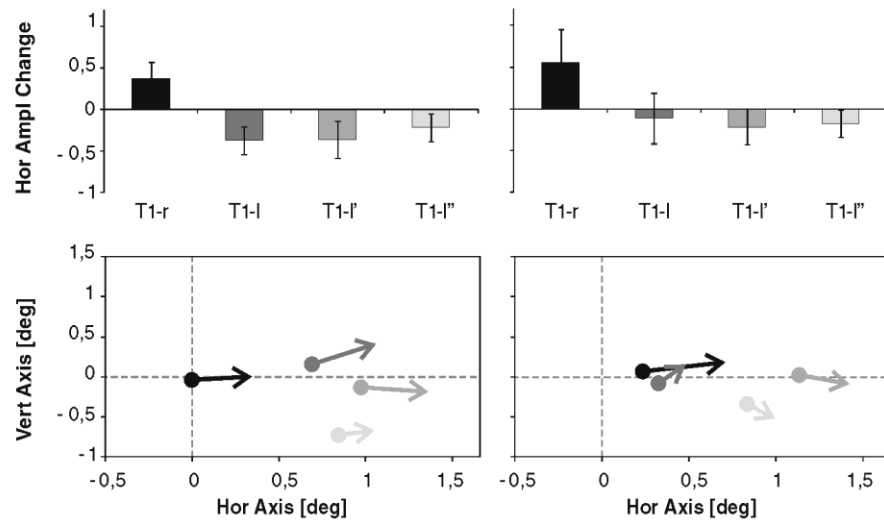 Hor Ampl Change
1
0,5
0
- 0,5
-1
T1-r T1-l T1-l' T1-l"
T1-r T1-l T1-l' T1-l"
Vert Axis [deg]
1,5
1
0,5
0
- 0,5
-1
- 0,5 0 0,5 1 1,5
Hor Axis [deg]
- 0,5 0 0,5 1 1,5
Hor Axis [deg]